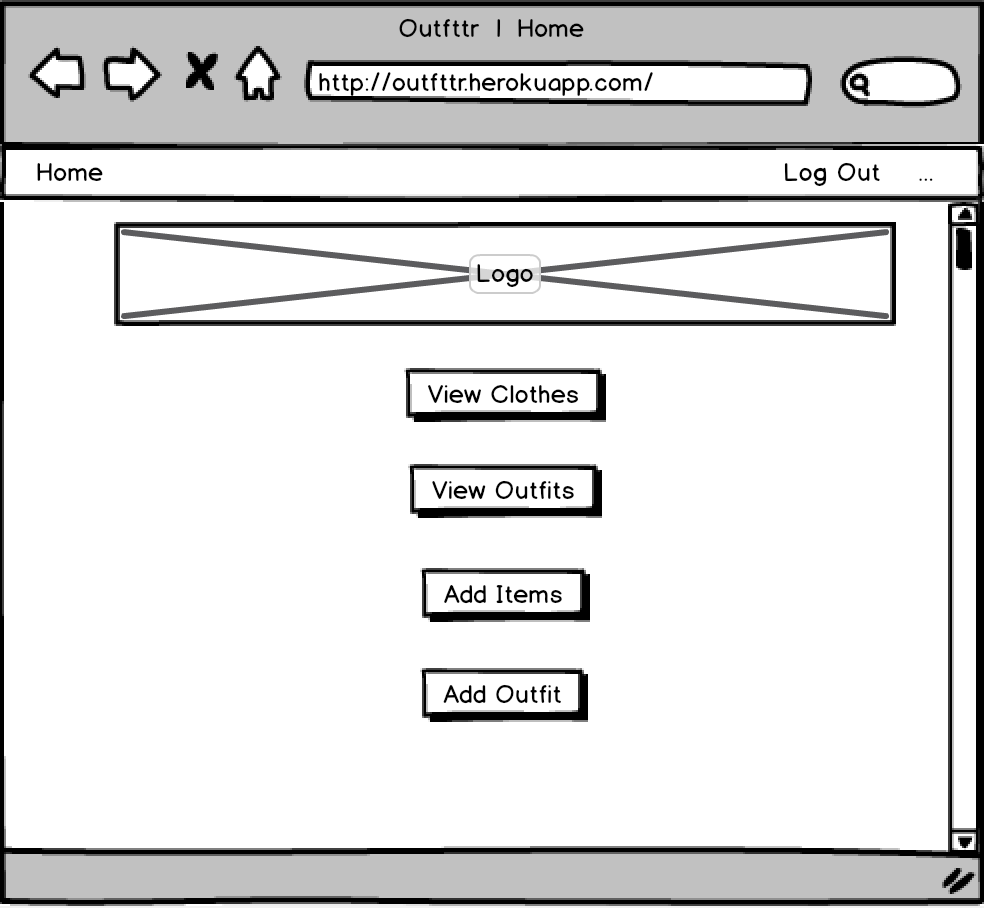 Outfttr | Home
http://outfttr.herokuapp.com/
Home
Log Out
...
Logo
View Clothes
View Outfits
Add Items
Add Outfit